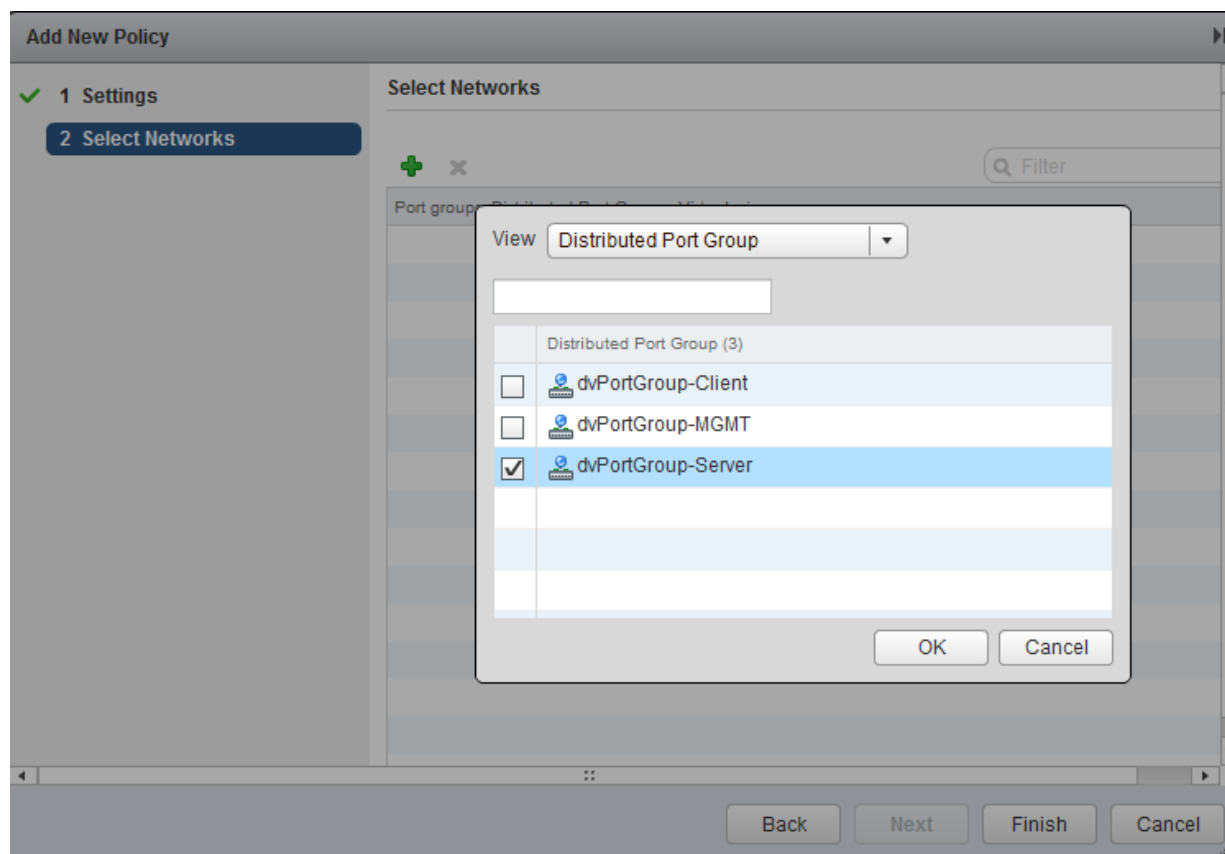 Add New Policy
1 Settings
2 Select Networks
Select Networks
Filter
Port groups
View Distributed Port Group
Distributed Port Group (3)
dvPortGroup-Client
dvPortGroup-MGMT
dvPortGroup-Server
OK Cancel
Back Next Finish Cancel